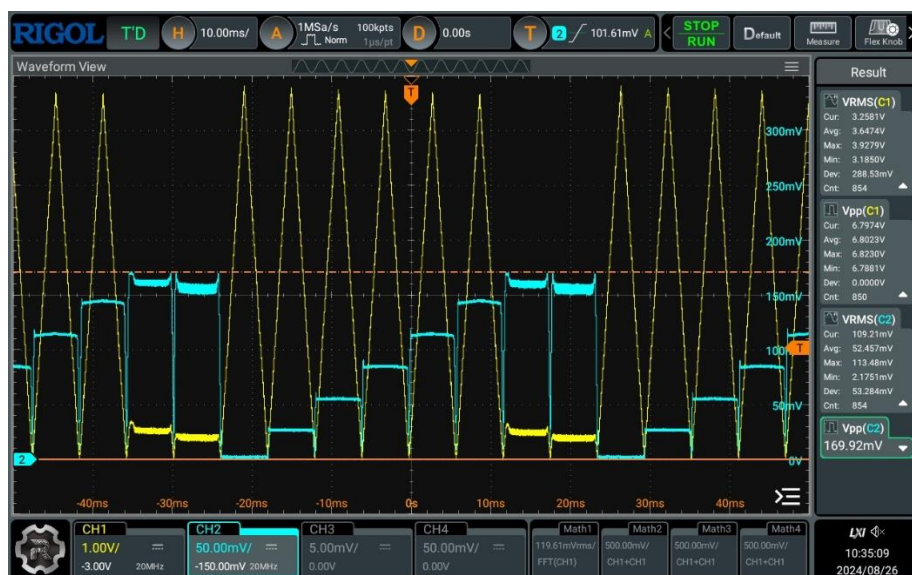 RIGOL T'D H 10.00ms/ A 1MSa/s 100kpts Norm 1μs/pt D 0.00s T 2 101.61mV A STOP RUN Default Measure Flex Knob
Waveform View
T
300mV
250mV
200mV
150mV
100mV
T
50mV
2
0V
-40ms -30ms -20ms -10ms 0s 10ms 20ms 30ms 40ms
Result
VRMS(C1)
Cur: 3.2581V
Avg: 3.6474V
Max: 3.9279V
Min: 3.1850V
Dev: 288.53mV
Cnt: 854
Vpp(C1)
Cur: 6.7974V
Avg: 6.8023V
Max: 6.8230V
Min: 6.7881V
Dev: 0.0000V
Cnt: 850
VRMS(C2)
Cur: 109.21mV
Avg: 52.457mV
Max: 113.48mV
Min: 2.1751mV
Dev: 53.284mV
Cnt: 854
Vpp(C2)
169.92mV
CH1
1.00V/
-3.00V 20MHz
CH2
50.00mV/
-150.00mV 20MHz
CH3
5.00mV/
0.00V
CH4
50.00mV/
0.00V
Math1
119.61mVrms/
FFT(CH1)
Math2
500.00mV/
CH1+CH1
Math3
500.00mV/
CH1+CH1
Math4
500.00mV/
CH1+CH1
LXI
10:35:09
2024/08/26